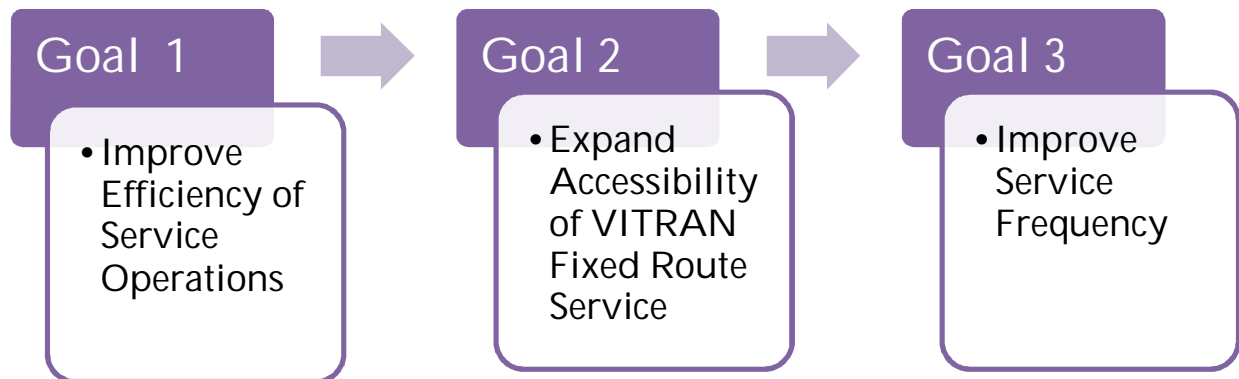 Goal 1
• Improve
Efficiency of
Service
Operations
Goal 2
• Expand
Accessibility
of VITRAN
Fixed Route
Service
Goal 3
• Improve
Service
Frequency